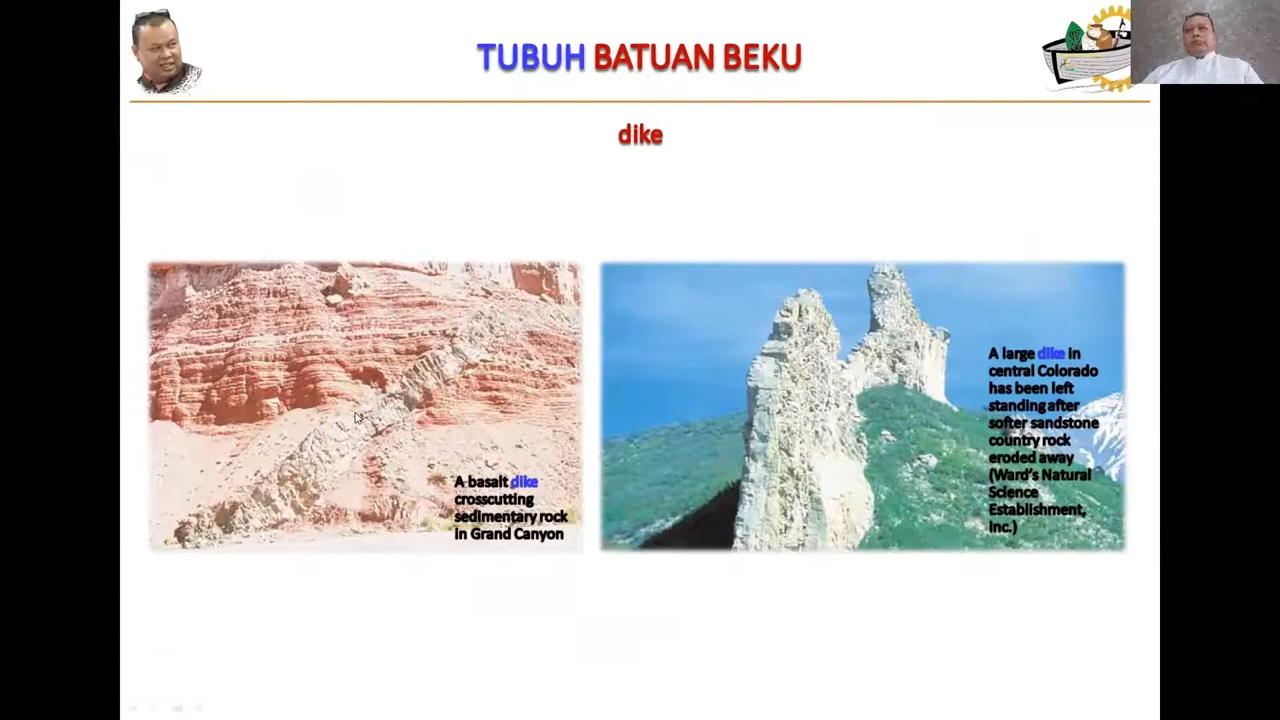 TUBUH BATUAN BEKU
dike
A basalt dike
crosscutting
sedimentary rock
in Grand Canyon
A large dike in
central Colorado
has been left
standing after
softer sandstone
country rock
eroded away
(Ward's Natural
Science
Establishment,
Inc.)